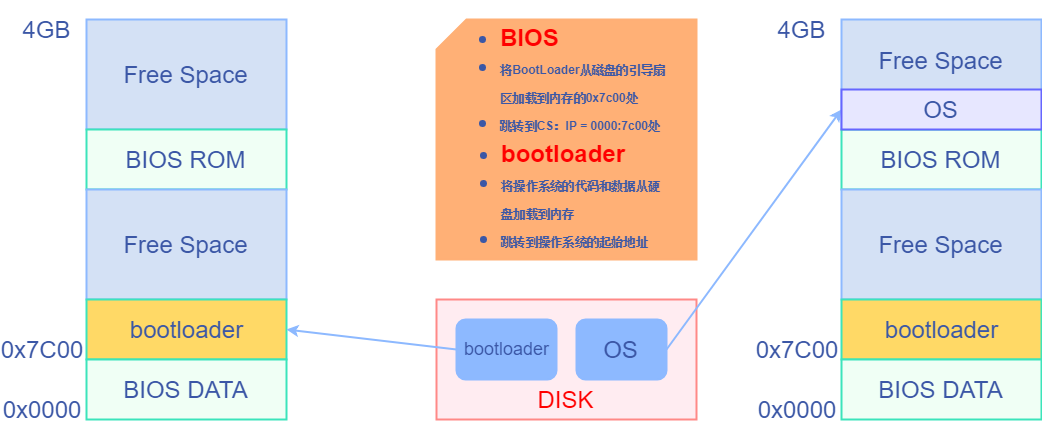 4GB
Free Space
BIOS ROM
Free Space
bootloader
0x7C00
BIOS DATA
0x0000
BIOS
将BootLoader从磁盘的引导扇
区加载到内存的0x7c00处
跳转到CS：IP = 0000:7c00处
bootloader
将操作系统的代码和数据从硬
盘加载到内存
跳转到操作系统的起始地址
bootloader
OS
DISK
4GB
Free Space
OS
BIOS ROM
Free Space
bootloader
0x7C00
BIOS DATA
0x0000